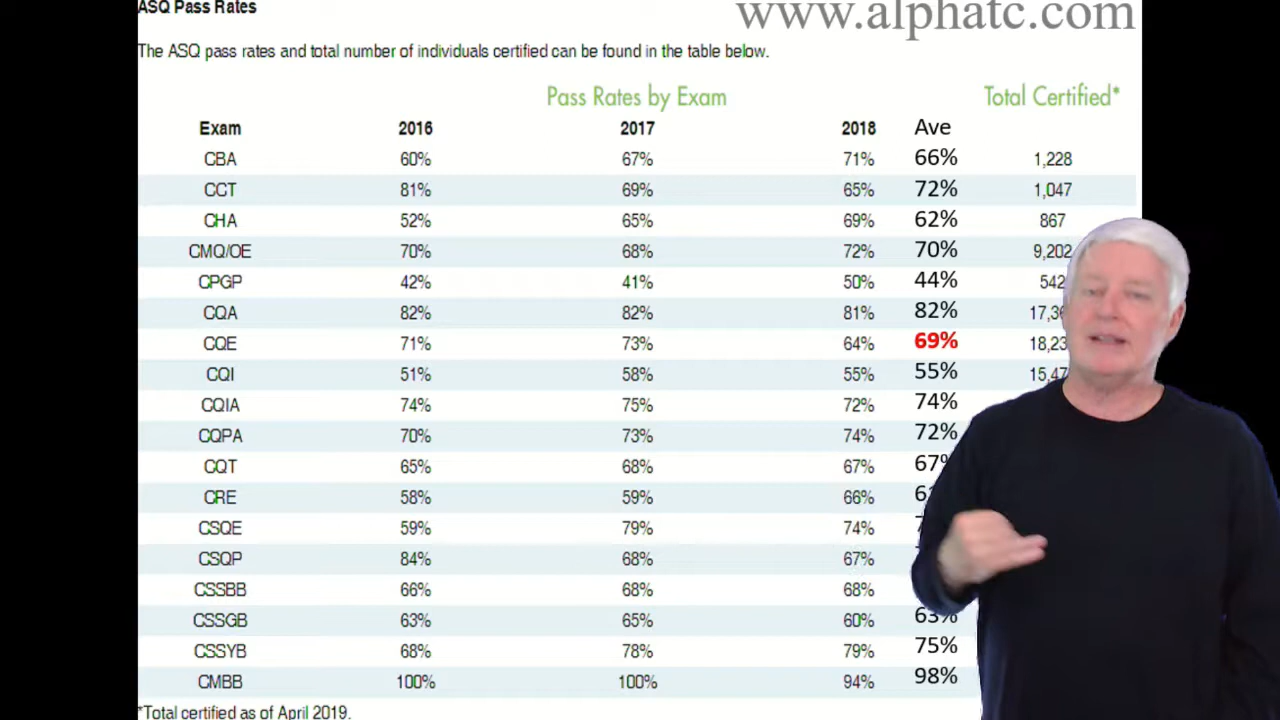 ASQ Pass Rates
www.alphatc.com
The ASQ pass rates and total number of individuals certified can be found in the table below.
Pass Rates by Exam Total Certified*
Exam 2016 2017 2018 Ave
CBA 60% 67% 71% 66% 1,228
CCT 81% 69% 65% 72% 1,047
CHA 52% 65% 69% 62% 867
CMQ/OE 70% 68% 72% 70% 9,202
CPGP 42% 41% 50% 44% 542
CQA 82% 82% 81% 82%
CQE 71% 73% 64% 69%
CQI 51% 58% 55% 55%
CQIA 74% 75% 72% 74%
CQPA 70% 73% 74% 72%
CQT 65% 68% 67% 67%
CRE 58% 59% 66%
CSQE 59% 79% 74%
CSQP 84% 68% 67%
CSSBB 66% 68% 68%
CSSGB 63% 65% 60% 63%
CSSYB 68% 78% 79% 75%
CMBB 100% 100% 94% 98%
*Total certified as of April 2019.